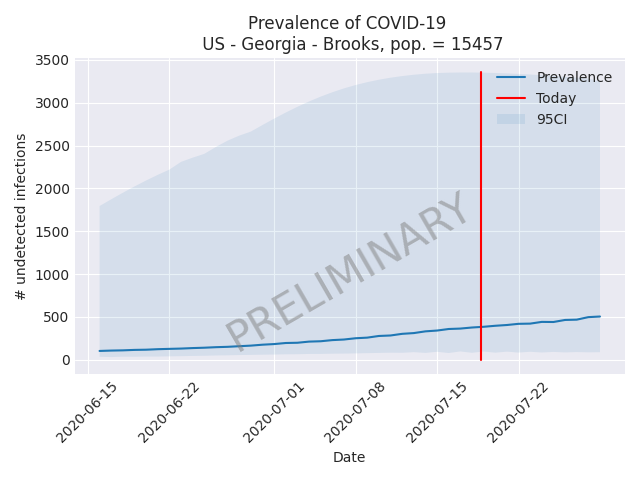 Prevalence of COVID-19
US - Georgia - Brooks, pop. = 15457
3500
3000
2500
2000
1500
1000
500
0
# undetected infections
Prevalence
Today
95CI
PRELIMINARY
2020-06-15
2020-06-22
2020-07-01
2020-07-08
2020-07-15
2020-07-22
Date